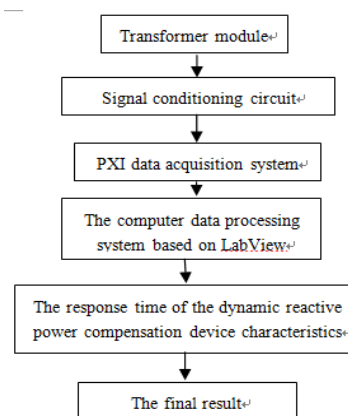 Transformer module
Signal conditioning circuit
PXI data acquisition system
The computer data processing
system based on LabView
The response time of the dynamic reactive
power compensation device characteristics
The final result